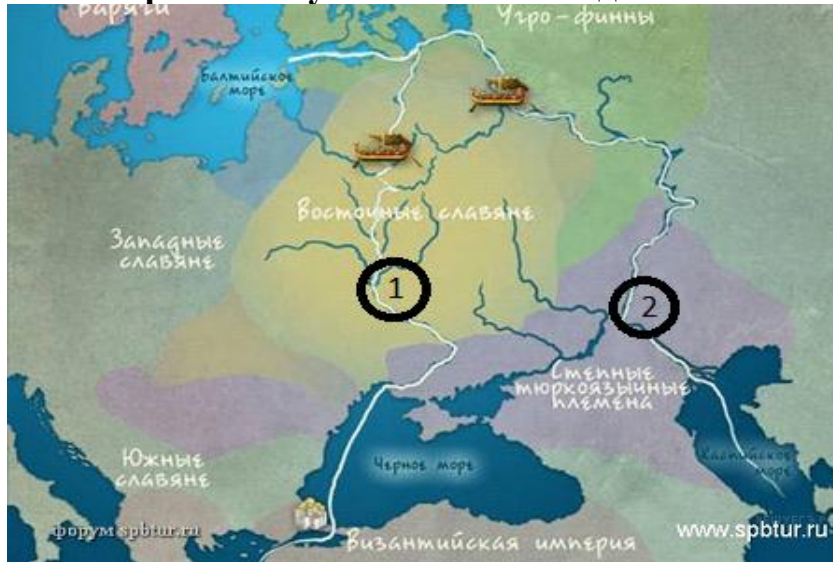 Варяги
Угро-финны
Балтийское
море
Восточные славяне
Западные
славяне
1
2
Степные
тюркоязычные
племена
Южные
славяне
Черное море
Каспийское
море
форум spbtur.ru
www.spbtur.ru
Византийская империя